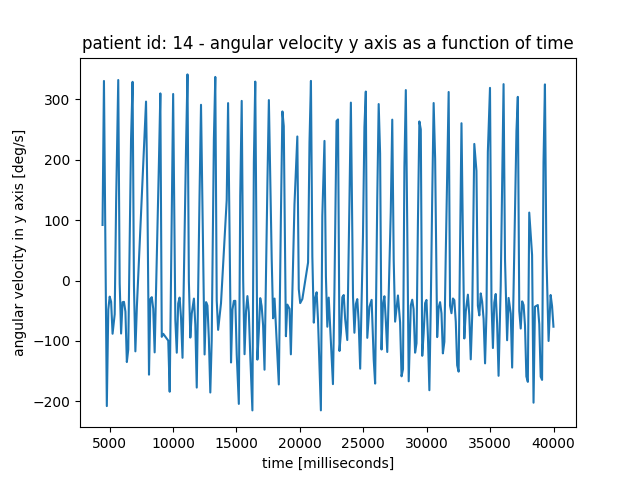 patient id: 14 - angular velocity y axis as a function of time
angular velocity in y axis [deg/s]
300
200
100
0
−100
−200
5000 10000 15000 20000 25000 30000 35000 40000
time [milliseconds]